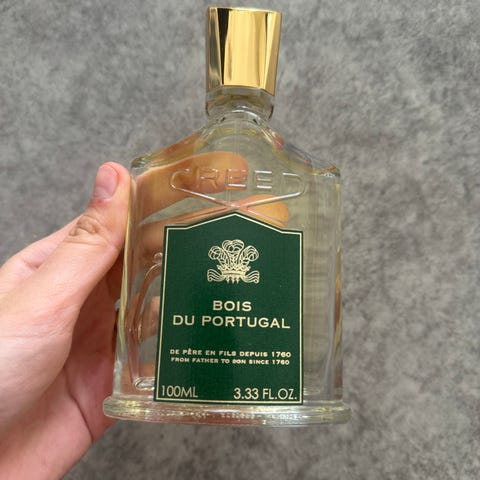 CREED
BOIS
DU PORTUGAL
DE PÈRE EN FILS DEPUIS 1760
FROM FATHER TO SON SINCE 1760
100ML 3.33 FL.OZ.